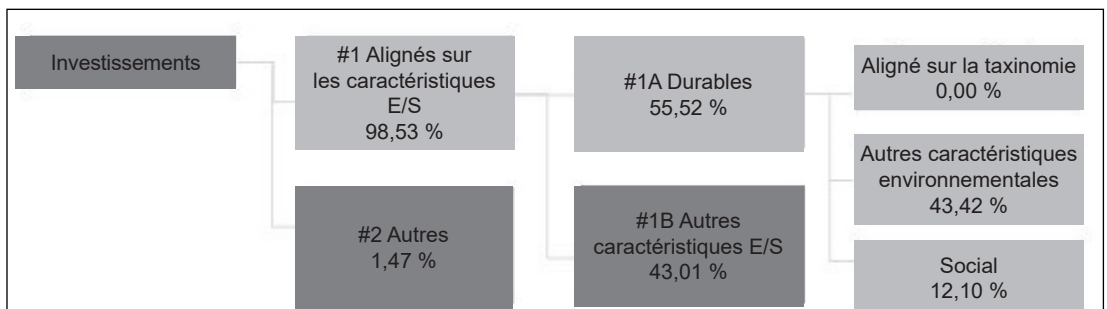 Investissements
#1 Alignés sur
les caractéristiques
E/S
98,53 %
#2 Autres
1,47 %
#1A Durables
55,52 %
#1B Autres
caractéristiques E/S
43,01 %
Aligné sur la taxinomie
0,00 %
Autres caractéristiques
environnementales
43,42 %
Social
12,10 %